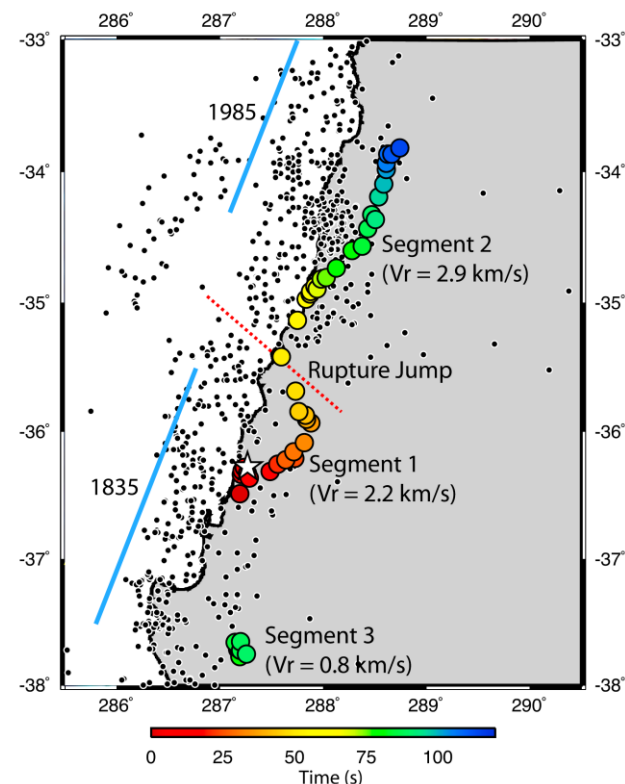 286° 287° 288° 289° 290°
-33° -33°
1985
-34° -34°
Segment 2
(Vr = 2.9 km/s)
-35° -35°
Rupture Jump
-36° -36°
1835
Segment 1
(Vr = 2.2 km/s)
-37° -37°
Segment 3
(Vr = 0.8 km/s)
-38° -38°
286° 287° 288° 289° 290°
0 25 50 75 100
Time (s)